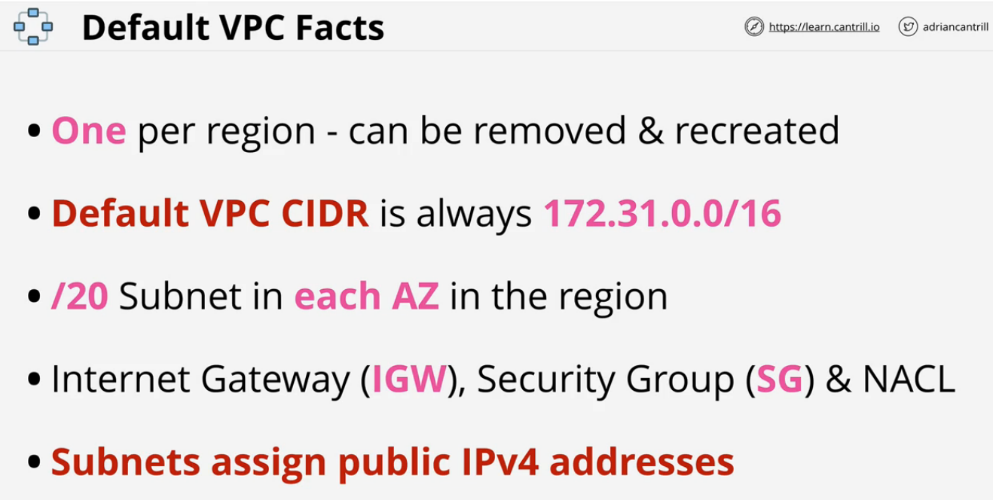 Default VPC Facts
https://learn.cantrill.io
adriancantrill
• One per region - can be removed & recreated
• Default VPC CIDR is always 172.31.0.0/16
• /20 Subnet in each AZ in the region
• Internet Gateway (IGW), Security Group (SG) & NACL
• Subnets assign public IPv4 addresses